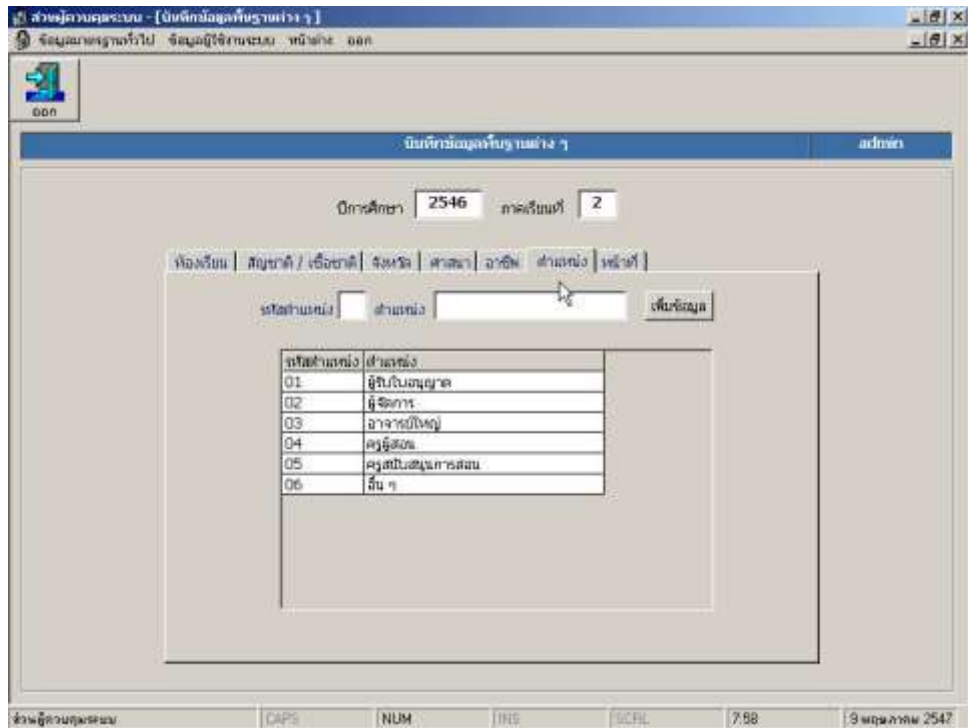 ส่วนผู้ควบคุมระบบ - [บันทึกข้อมูลพื้นฐานต่าง ๆ ]
ข้อมูลมาตรฐานทั่วไป ข้อมูลผู้ใช้งานระบบ หน้าต่าง ออก
ออก
บันทึกข้อมูลพื้นฐานต่าง ๆ admin
ปีการศึกษา 2546 ภาคเรียนที่ 2
ห้องเรียน สัญชาติ / เชื้อชาติ จังหวัด ศาสนา อาชีพ ตำแหน่ง หน้าที่
รหัสตำแหน่ง ตำแหน่ง เพิ่มข้อมูล
รหัสตำแหน่ง ตำแหน่ง
01 ผู้รับใบอนุญาต
02 ผู้จัดการ
03 อาจารย์ใหญ่
04 ครูผู้สอน
05 ครูสนับสนุนการสอน
06 อื่น ๆ
ส่วนผู้ควบคุมระบบ CAPS NUM INS SCRL 7:58 9 พฤษภาคม 2547